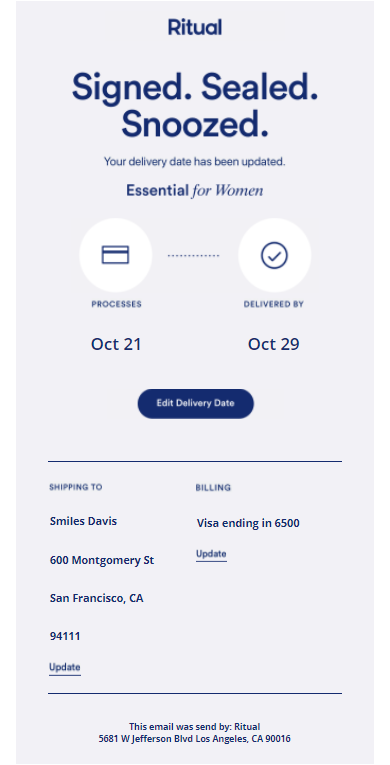 Ritual
Signed. Sealed.
Snoozed.
Your delivery date has been updated.
Essential for Women
PROCESSES
DELIVERED BY
Oct 21
Oct 29
Edit Delivery Date
SHIPPING TO
Smiles Davis
600 Montgomery St
San Francisco, CA
94111
Update
BILLING
Visa ending in 6500
Update
This email was send by: Ritual
5681 W Jefferson Blvd Los Angeles, CA 90016